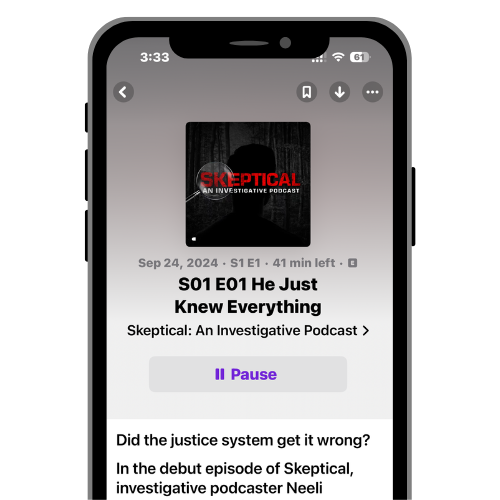 3:33
61
SKEPTICAL
AN INVESTIGATIVE PODCAST
Sep 24, 2024 · S1 E1 · 41 min left · E
S01 E01 He Just
Knew Everything
Skeptical: An Investigative Podcast
Pause
Did the justice system get it wrong?
In the debut episode of Skeptical,
investigative podcaster Neeli